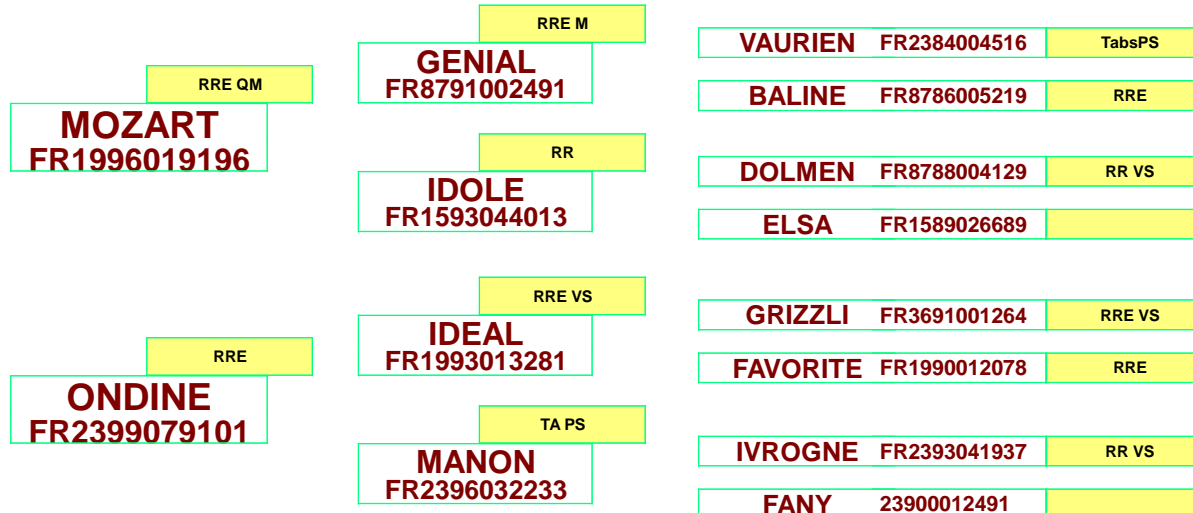 RRE M
GENIAL
FR8791002491
VAURIEN FR2384004516 TabsPS
RRE QM
MOZART
FR1996019196
BALINE FR8786005219 RRE
RR
IDOLE
FR1593044013
DOLMEN FR8788004129 RR VS
ELSA FR1589026689
RRE VS
IDEAL
FR1993013281
GRIZZLI FR3691001264 RRE VS
RRE
ONDINE
FR2399079101
FAVORITE FR1990012078 RRE
TA PS
MANON
FR2396032233
IVROGNE FR2393041937 RR VS
FANY 23900012491